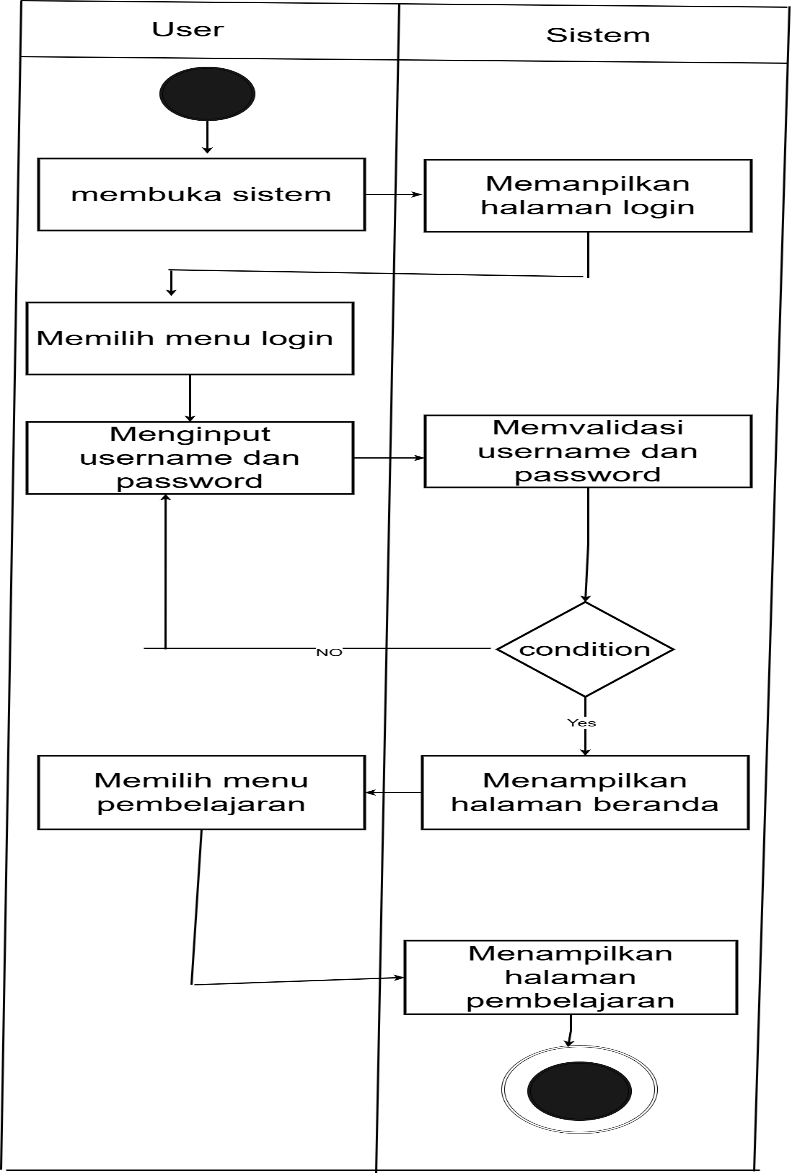 User
Sistem
membuka sistem
Memanpilkan
halaman login
Memilih menu login
Menginput
username dan
password
Memvalidasi
username dan
password
condition
NO
Yes
Memilih menu
pembelajaran
Menampilkan
halaman beranda
Menampilkan
halaman
pembelajaran